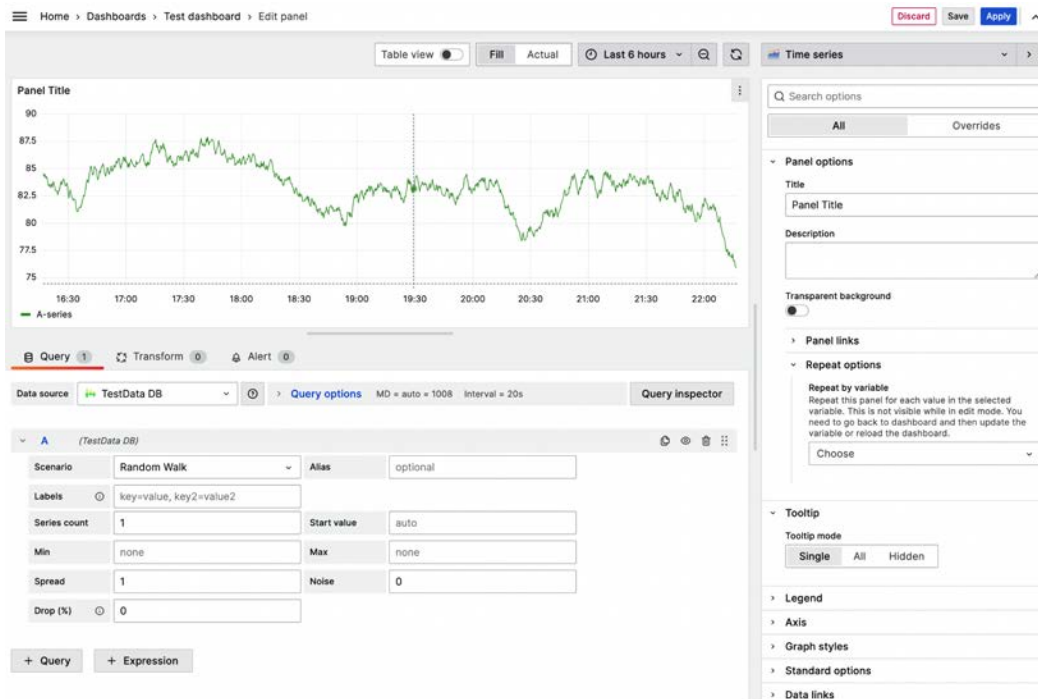 Home › Dashboards › Test dashboard › Edit panel
Discard Save Apply
Table view Fill Actual Last 6 hours
Time series
Panel Title
90
87.5
85
82.5
80
77.5
75
16:30 17:00 17:30 18:00 18:30 19:00 19:30 20:00 20:30 21:00 21:30 22:00
A-series
Query 1 Transform 0 Alert 0
Data source TestData DB Query options MD = auto = 1008 Interval = 20s Query inspector
A (TestData DB)
Scenario Random Walk Alias optional
Labels key=value, key2=value2
Series count 1 Start value auto
Min none Max none
Spread 1 Noise 0
Drop (%) 0
+ Query + Expression
Search options
All Overrides
Panel options
Title
Panel Title
Description
Transparent background
Panel links
Repeat options
Repeat by variable
Repeat this panel for each value in the selected
variable. This is not visible while in edit mode. You
need to go back to dashboard and then update the
variable or reload the dashboard.
Choose
Tooltip
Tooltip mode
Single All Hidden
Legend
Axis
Graph styles
Standard options
Data links